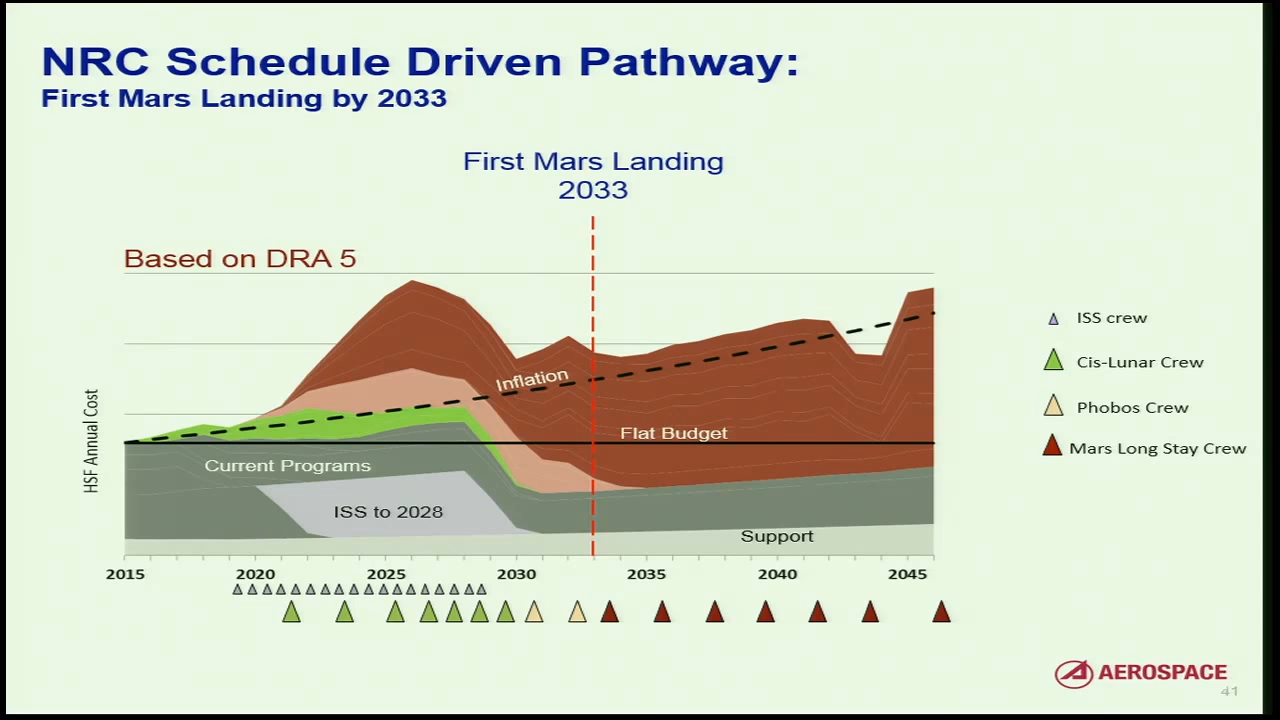 NRC Schedule Driven Pathway:
First Mars Landing by 2033
First Mars Landing
2033
Based on DRA 5
HSF Annual Cost
Inflation
Flat Budget
Current Programs
ISS to 2028
Support
2015 2020 2025 2030 2035 2040 2045
ISS crew
Cis-Lunar Crew
Phobos Crew
Mars Long Stay Crew
AEROSPACE
41